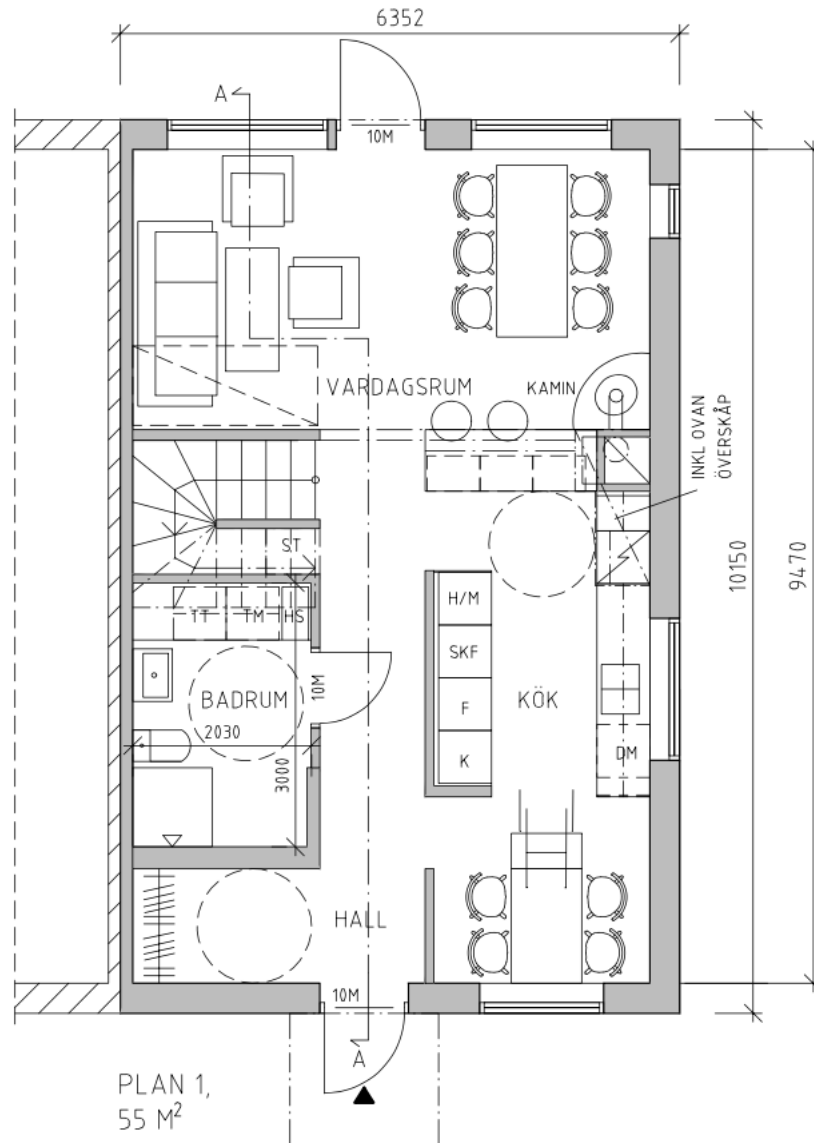 6352
A
10M
VARDAGSRUM
KAMIN
INKL OVAN
ÖVERSKÅP
10150
9470
ST
H/M
TT
TM
HS
SKF
BADRUM
10M
F
KÖK
2030
3000
K
DM
HALL
10M
A
PLAN 1,
55 M²